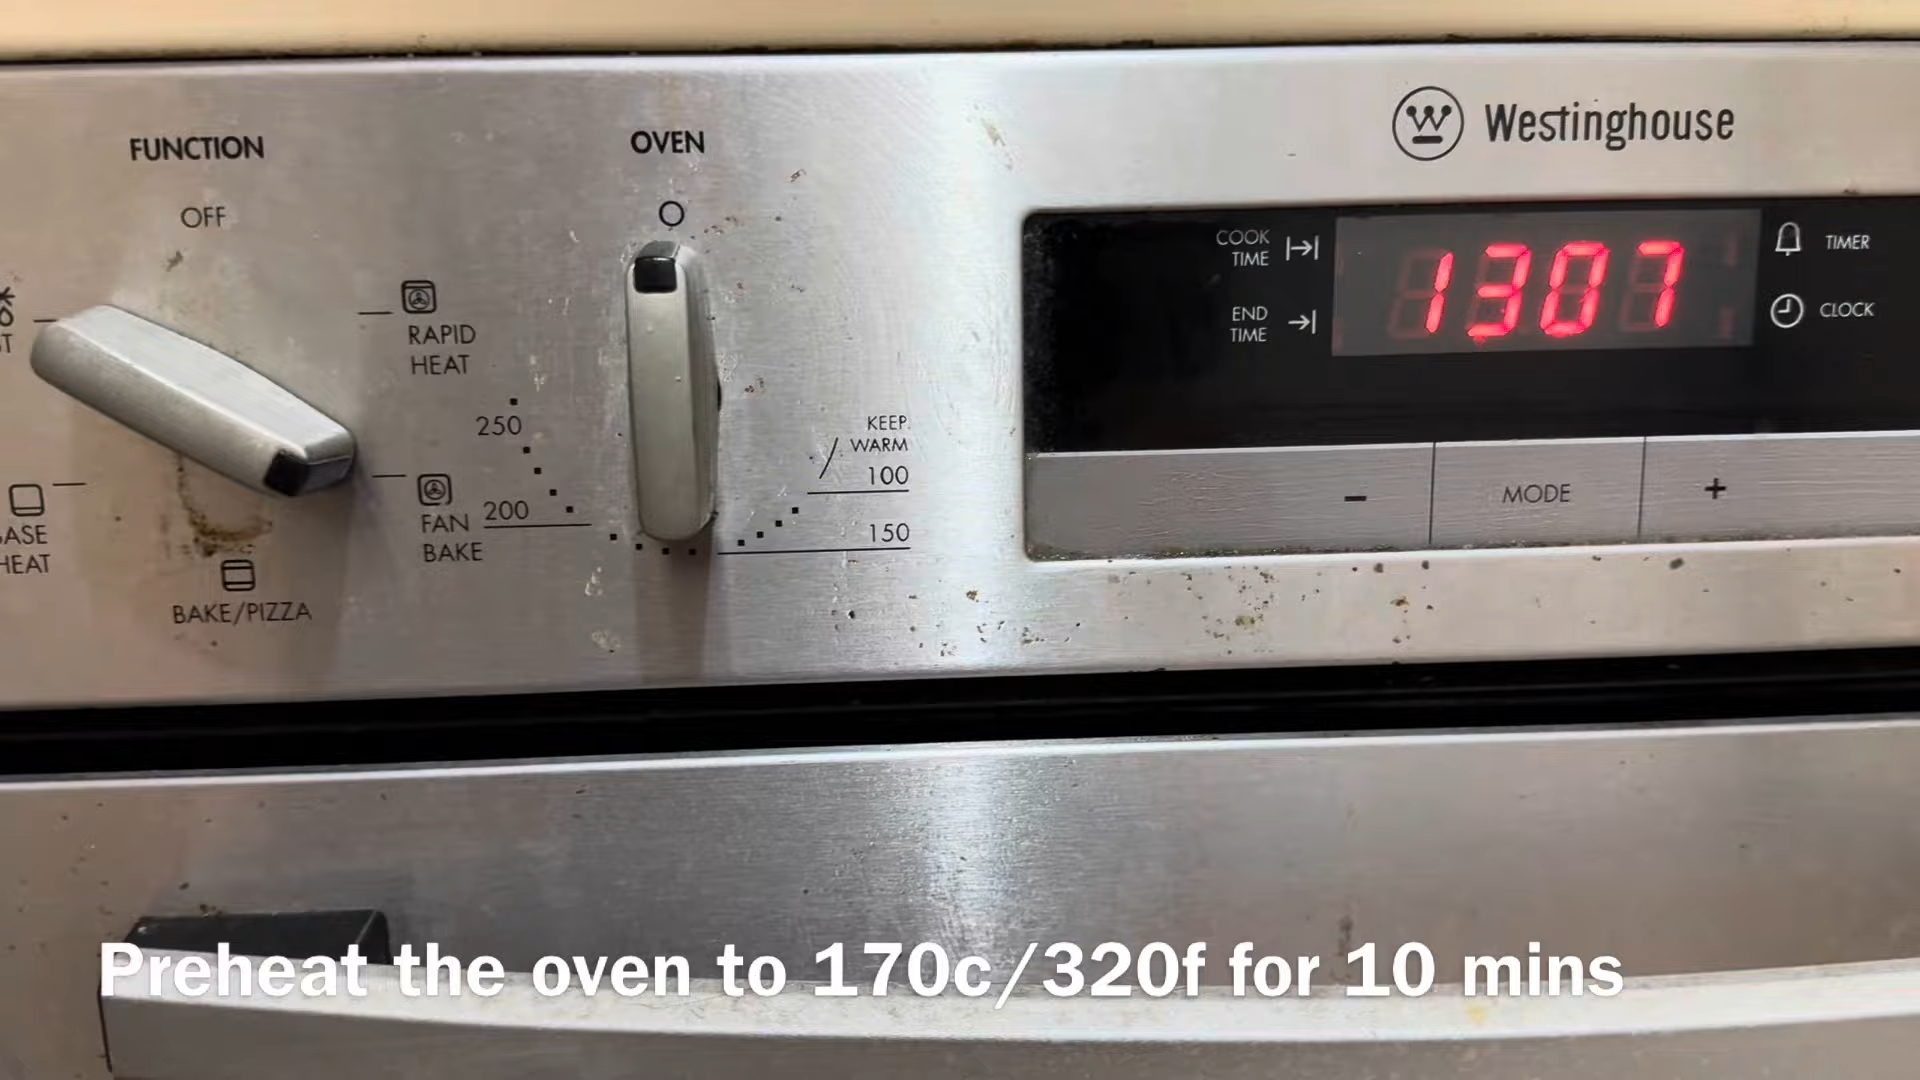 FUNCTION
OFF
RAPID
HEAT
FAN
BAKE
BAKE/PIZZA
OVEN
O
250
200
KEEP
WARM
100
150
Westinghouse
COOK
TIME
END
TIME
1307
TIMER
CLOCK
-
MODE
+
Preheat the oven to 170c/320f for 10 mins